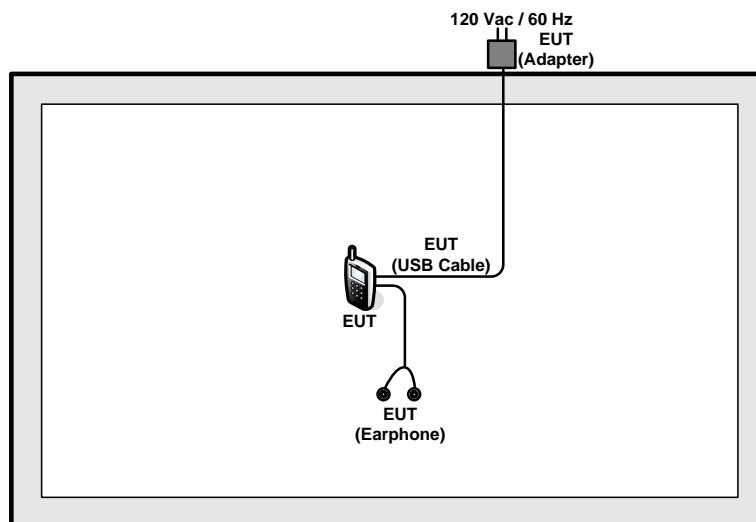 120 Vac / 60 Hz
EUT
(Adapter)
EUT
(USB Cable)
EUT
EUT
(Earphone)